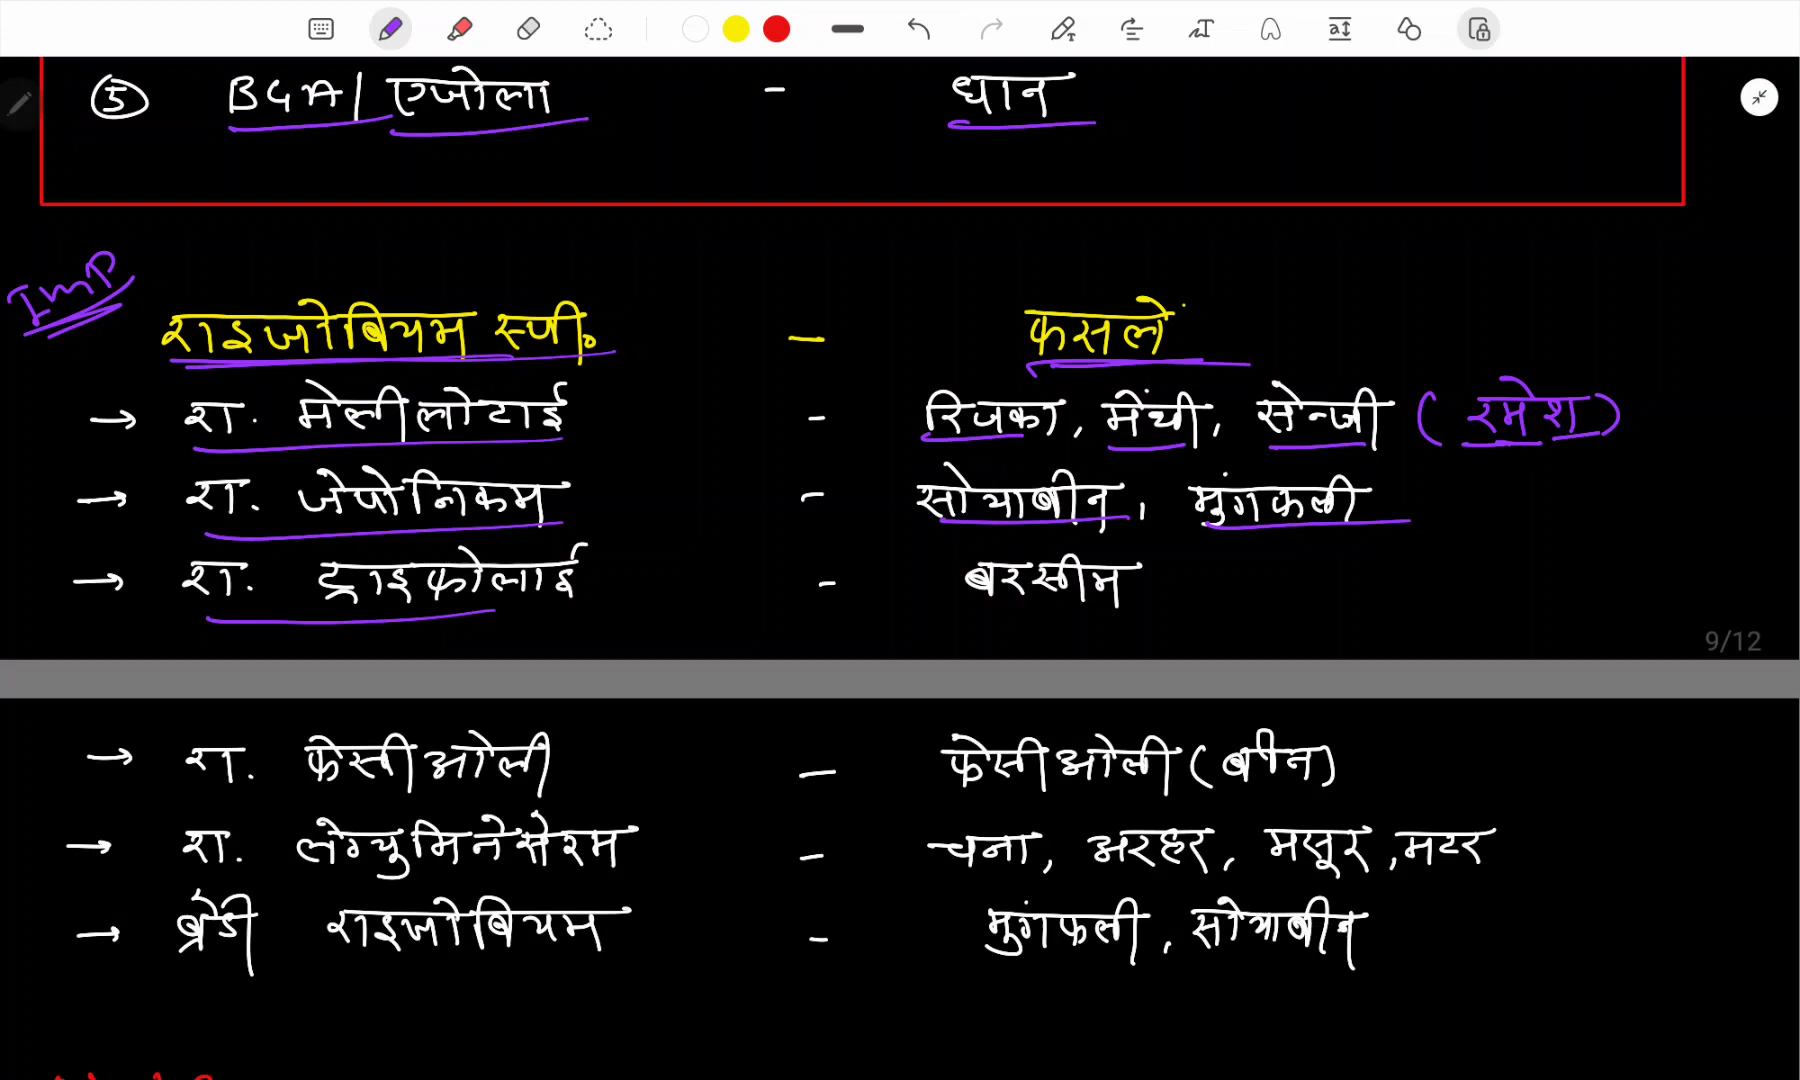 ⑤ BGA/एजोला - धान
Imp
राइजोबियम स्पी. - फसलें
→ रा. मेलीलोटाई - रिजका, मेंथी, सेन्जी (रमेश)
→ रा. जेपोनिकम - सोयाबीन, मुंगफली
→ रा. ट्राइफोलाई - बरसीम
9/12
→ रा. फेसीओली - फेसीओली (बीन)
→ रा. लेग्युमिनेसेरम - चना, अरहर, मसूर, मटर
→ ब्रेडी राइजोबियम - मुंगफली, सोयाबीन